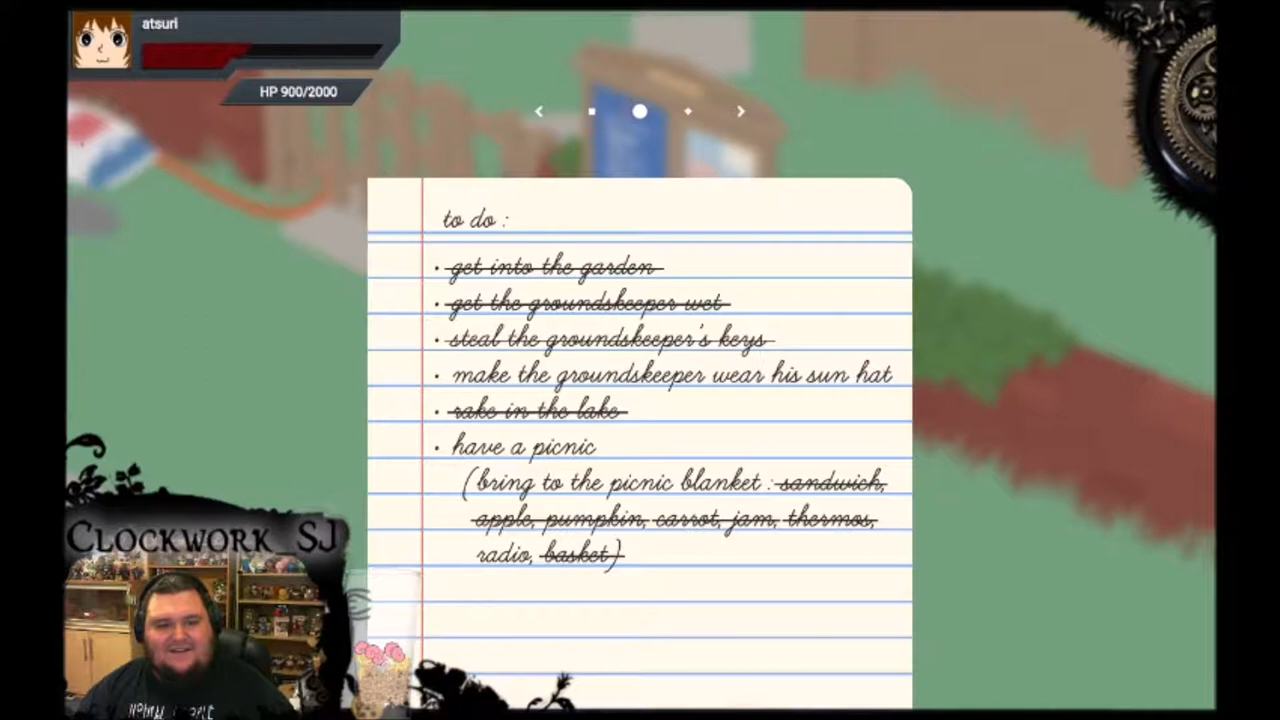 atsuri
HP 900/2000
to do :
• get into the garden
• get the groundskeeper wet
• steal the groundskeeper's keys
• make the groundskeeper wear his sun hat
• rake in the lake
• have a picnic
(bring to the picnic blanket : sandwich,
apple, pumpkin, carrot, jam, thermos,
radio, basket)
CLOCKWORK SJ